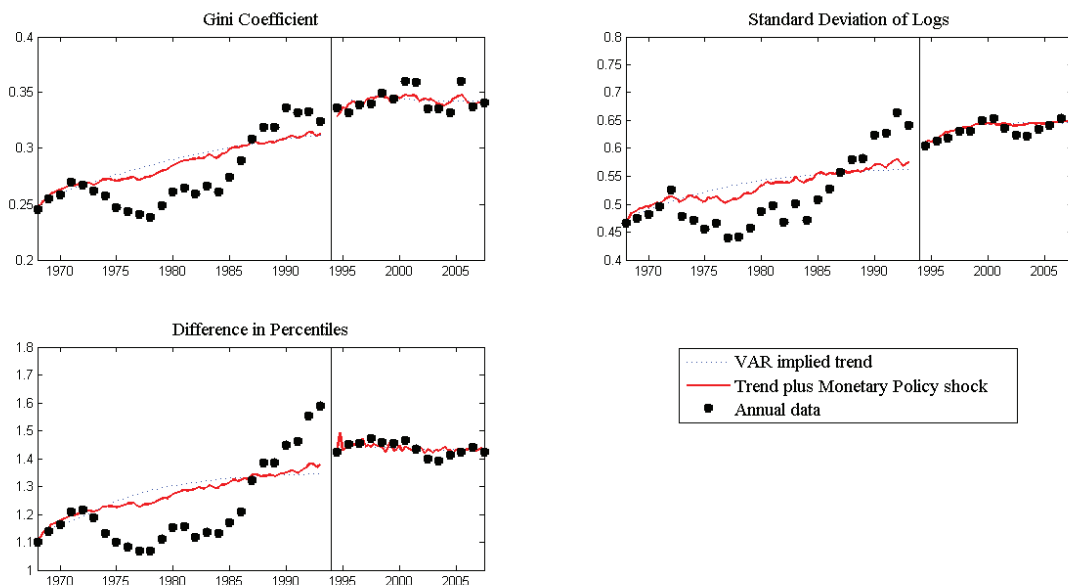 Gini Coefficient
0.4
0.35
0.3
0.25
0.2
1970 1975 1980 1985 1990 1995 2000 2005
Standard Deviation of Logs
0.8
0.75
0.7
0.65
0.6
0.55
0.5
0.45
0.4
1970 1975 1980 1985 1990 1995 2000 2005
Difference in Percentiles
1.8
1.7
1.6
1.5
1.4
1.3
1.2
1.1
1
1970 1975 1980 1985 1990 1995 2000 2005
VAR implied trend
Trend plus Monetary Policy shock
Annual data